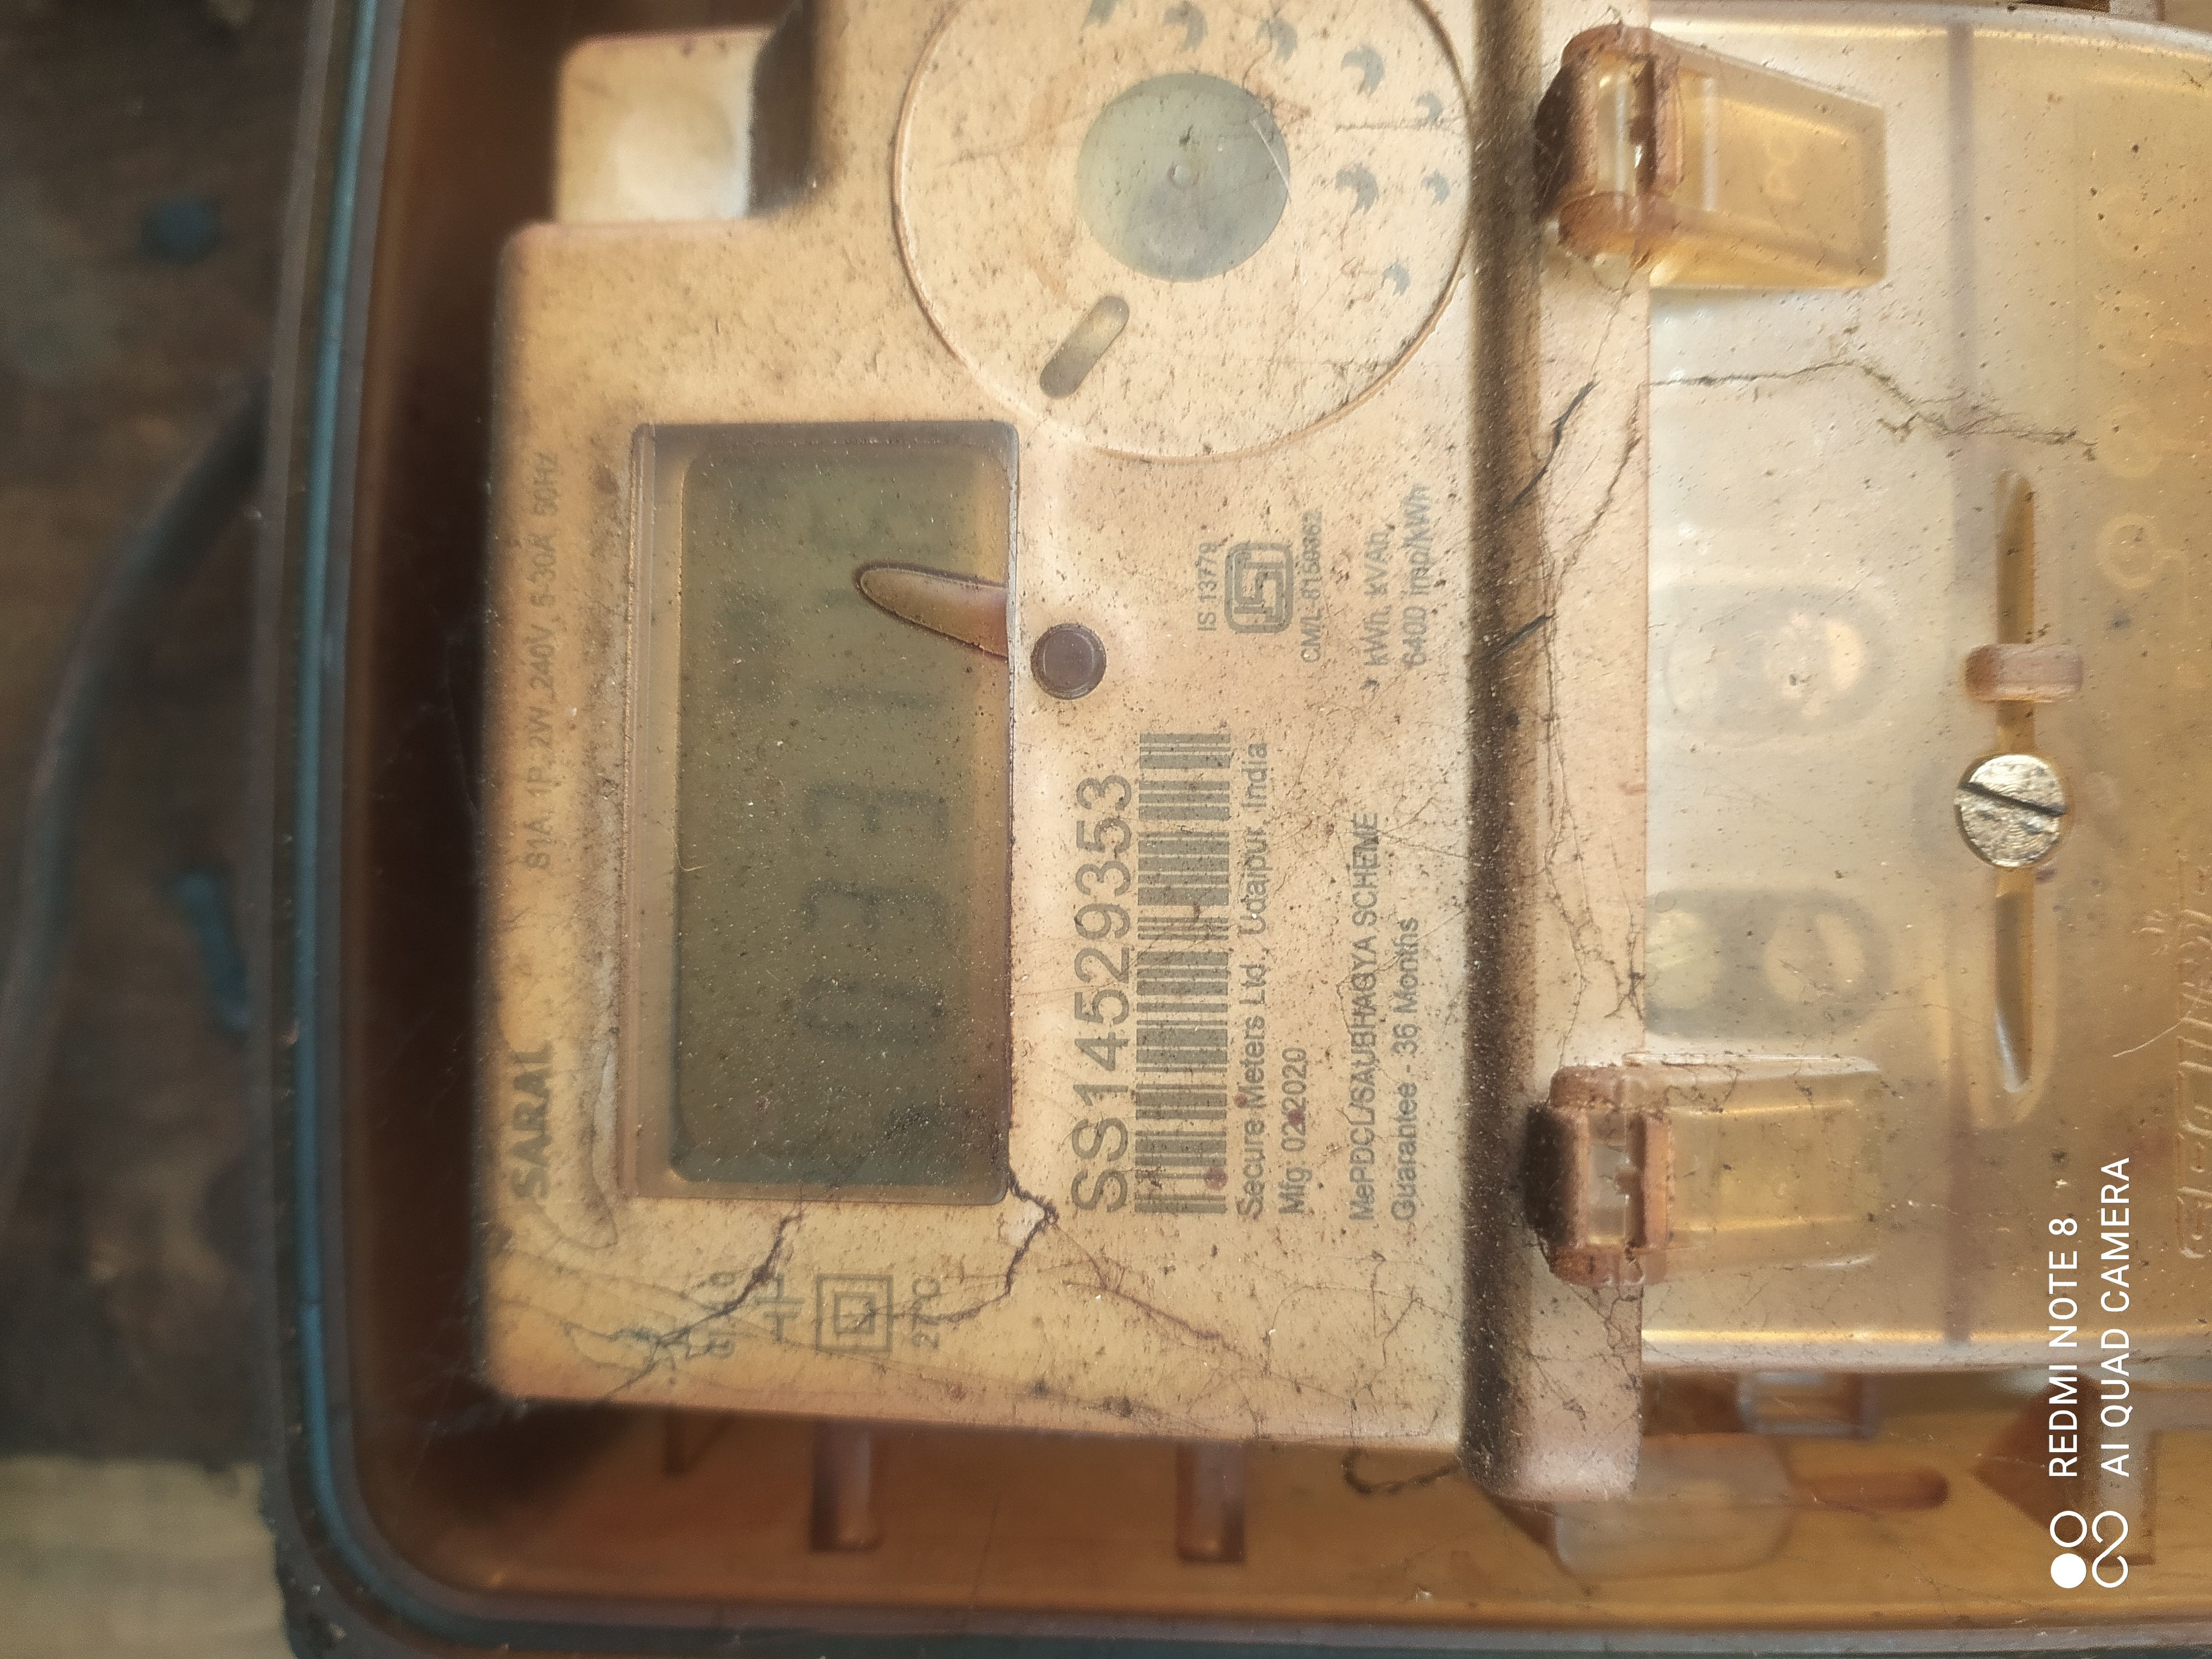 SARAL
81A 1P 2W 240V, 5-30A 50Hz
27°C
SS14529353
Secure Meters Ltd., Udaipur, India
Mfg 02 2020
MePDCL/SAUBHAGYA SCHEME
Guarantee - 36 Months
IS 13779
kWh, kVAh,
6400 imp/kWh
REDMI NOTE 8
AI QUAD CAMERA